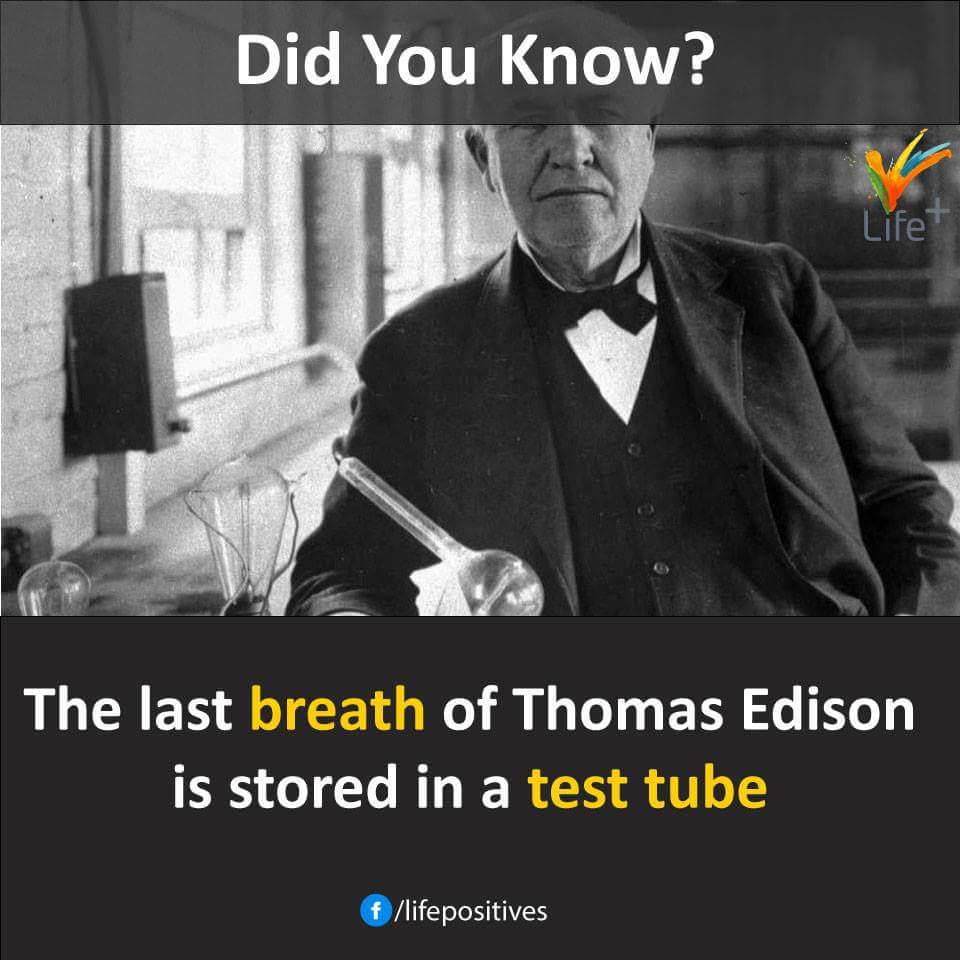 Did You Know?
Life+
The last breath of Thomas Edison
is stored in a test tube
f/lifepositives